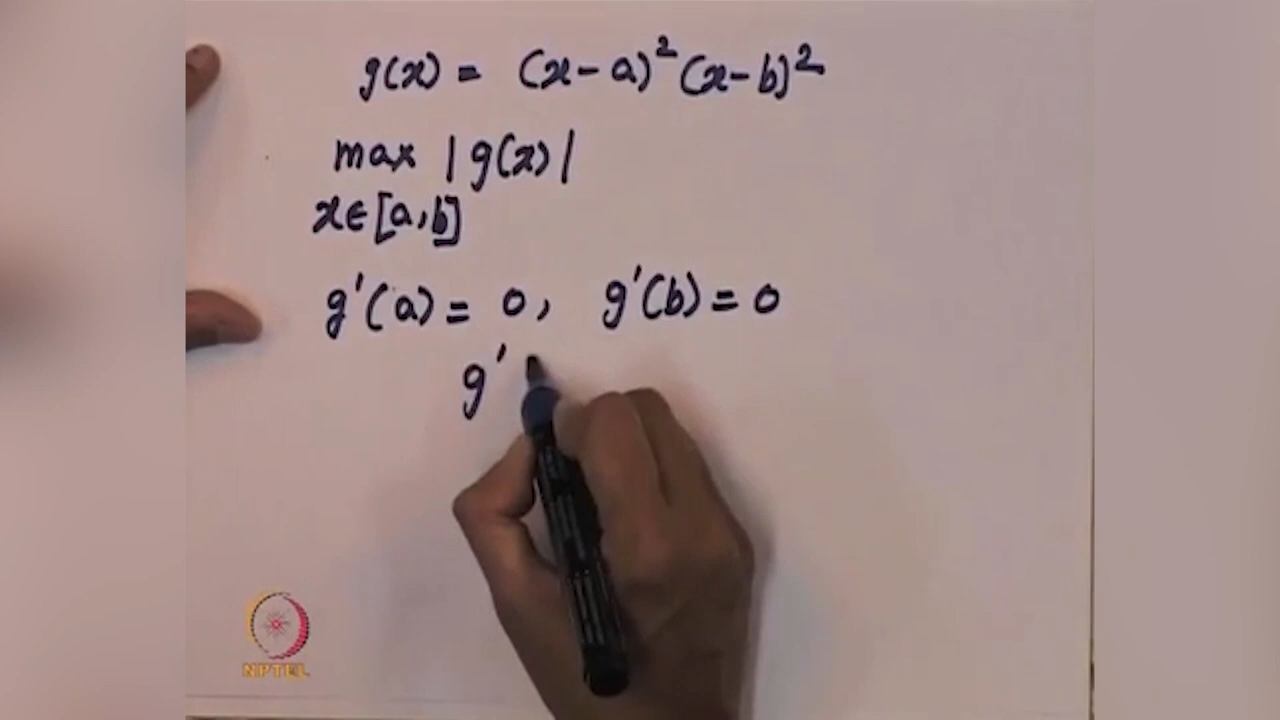 g(x) = (x-a)² (x-b)²
max |g(x)|
x∈[a,b]
g'(a) = 0, g'(b) = 0
g'
NPTEL